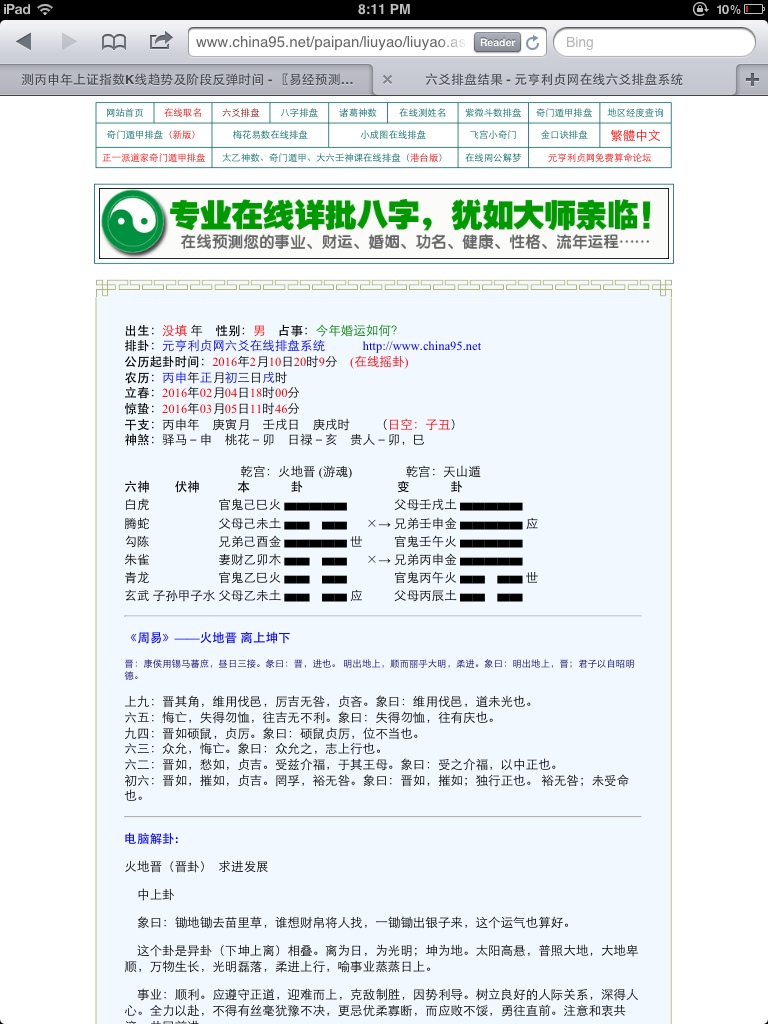 iPad 8:11 PM 10%
www.china95.net/paipan/liuyao/liuyao.as Reader Bing
测丙申年上证指数K线趋势及阶段反弹时间 - 〖易经预测... 六爻排盘结果 - 元亨利贞网在线六爻排盘系统
网站首页 在线取名 六爻排盘 八字排盘 诸葛神数 在线测姓名 紫微斗数排盘 奇门遁甲排盘 地区经度查询
奇门遁甲排盘（新版） 梅花易数在线排盘 小成图在线排盘 飞宫小奇门 金口诀排盘 繁體中文
正一派道家奇门遁甲排盘 太乙神数、奇门遁甲、大六壬神课在线排盘（港台版） 在线周公解梦 元亨利贞网免费算命论坛
专业在线详批八字，犹如大师亲临！
在线预测您的事业、财运、婚姻、功名、健康、性格、流年运程……
出生：没填 年 性别：男 占事：今年婚运如何？
排卦：元亨利贞网六爻在线排盘系统 http://www.china95.net
公历起卦时间：2016年2月10日20时9分 （在线摇卦）
农历：丙申年正月初三日戌时
立春：2016年02月04日18时00分
惊蛰：2016年03月05日11时46分
干支：丙申年 庚寅月 壬戌日 庚戌时 （日空：子丑）
神煞：驿马－申 桃花－卯 日禄－亥 贵人－卯，巳
乾宫：火地晋 (游魂) 乾宫：天山遁
六神 伏神 本 卦 变 卦
白虎 官鬼己巳火 父母壬戌土
腾蛇 父母己未土 ×→ 兄弟壬申金 应
勾陈 兄弟己酉金 世 官鬼壬午火
朱雀 妻财乙卯木 ×→ 兄弟丙申金
青龙 官鬼乙巳火 官鬼丙午火 世
玄武 子孙甲子水 父母乙未土 应 父母丙辰土
《周易》——火地晋 离上坤下
晋：康侯用锡马蕃庶，昼日三接。彖曰：晋，进也。 明出地上，顺而丽乎大明，柔进。象曰：明出地上，晋；君子以自昭明
德。
上九：晋其角，维用伐邑，厉吉无咎，贞吝。象曰：维用伐邑，道未光也。
六五：悔亡，失得勿恤，往吉无不利。象曰：失得勿恤，往有庆也。
九四：晋如硕鼠，贞厉。象曰：硕鼠贞厉，位不当也。
六三：众允，悔亡。象曰：众允之，志上行也。
六二：晋如，愁如，贞吉。受兹介福，于其王母。象曰：受之介福，以中正也。
初六：晋如，摧如，贞吉。罔孚，裕无咎。象曰：晋如，摧如；独行正也。 裕无咎；未受命
也。
电脑解卦:
火地晋（晋卦） 求进发展
中上卦
象曰：锄地锄去苗里草，谁想财帛将人找，一锄锄出银子来，这个运气也算好。
这个卦是异卦（下坤上离）相叠。离为日，为光明；坤为地。太阳高悬，普照大地，大地卑
顺，万物生长，光明磊落，柔进上行，喻事业蒸蒸日上。
事业：顺利。应遵守正道，迎难而上，克敌制胜，因势利导。树立良好的人际关系，深得人
心。全力以赴，不得有丝毫犹豫不决，更忌优柔寡断，而应败不馁，勇往直前。注意和衷共